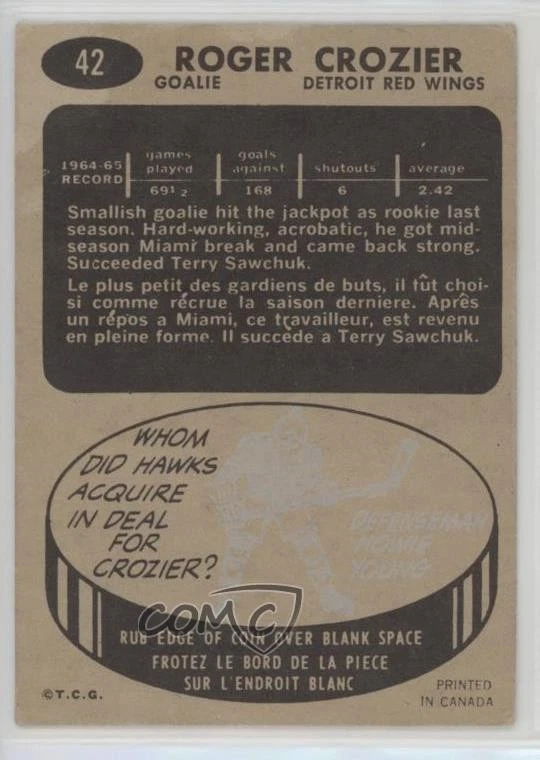 42
ROGER CROZIER
GOALIE DETROIT RED WINGS
1964-65 RECORD
games played goals against shutouts average
69½ 168 6 2.42
Smallish goalie hit the jackpot as rookie last
season. Hard-working, acrobatic, he got mid-
season Miami break and came back strong.
Succeeded Terry Sawchuk.
Le plus petit des gardiens de buts, il fût choi-
si comme récrue la saison derniere. Après
un répos a Miami, ce travailleur, est revenu
en pleine forme. Il succède a Terry Sawchuk.
WHOM
DID HAWKS
ACQUIRE
IN DEAL
FOR
CROZIER?
DEFENSEMAN
HOWIE
YOUNG
COMC
RUB EDGE OF COIN OVER BLANK SPACE
FROTEZ LE BORD DE LA PIECE
SUR L'ENDROIT BLANC
©T.C.G.
PRINTED
IN CANADA